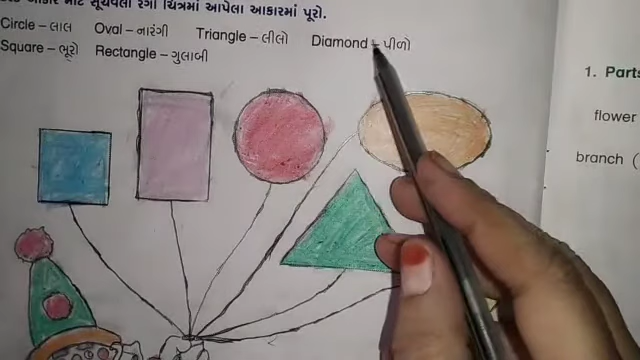 આકાર માટે સૂચવેલા રંગો ચિત્રમાં આપેલા આકારમાં પૂરો.
Circle – લાલ Oval – નારંગી Triangle – લીલો Diamond – પીળો
Square – ભૂરો Rectangle – ગુલાબી
1. Parts
flower
branch (